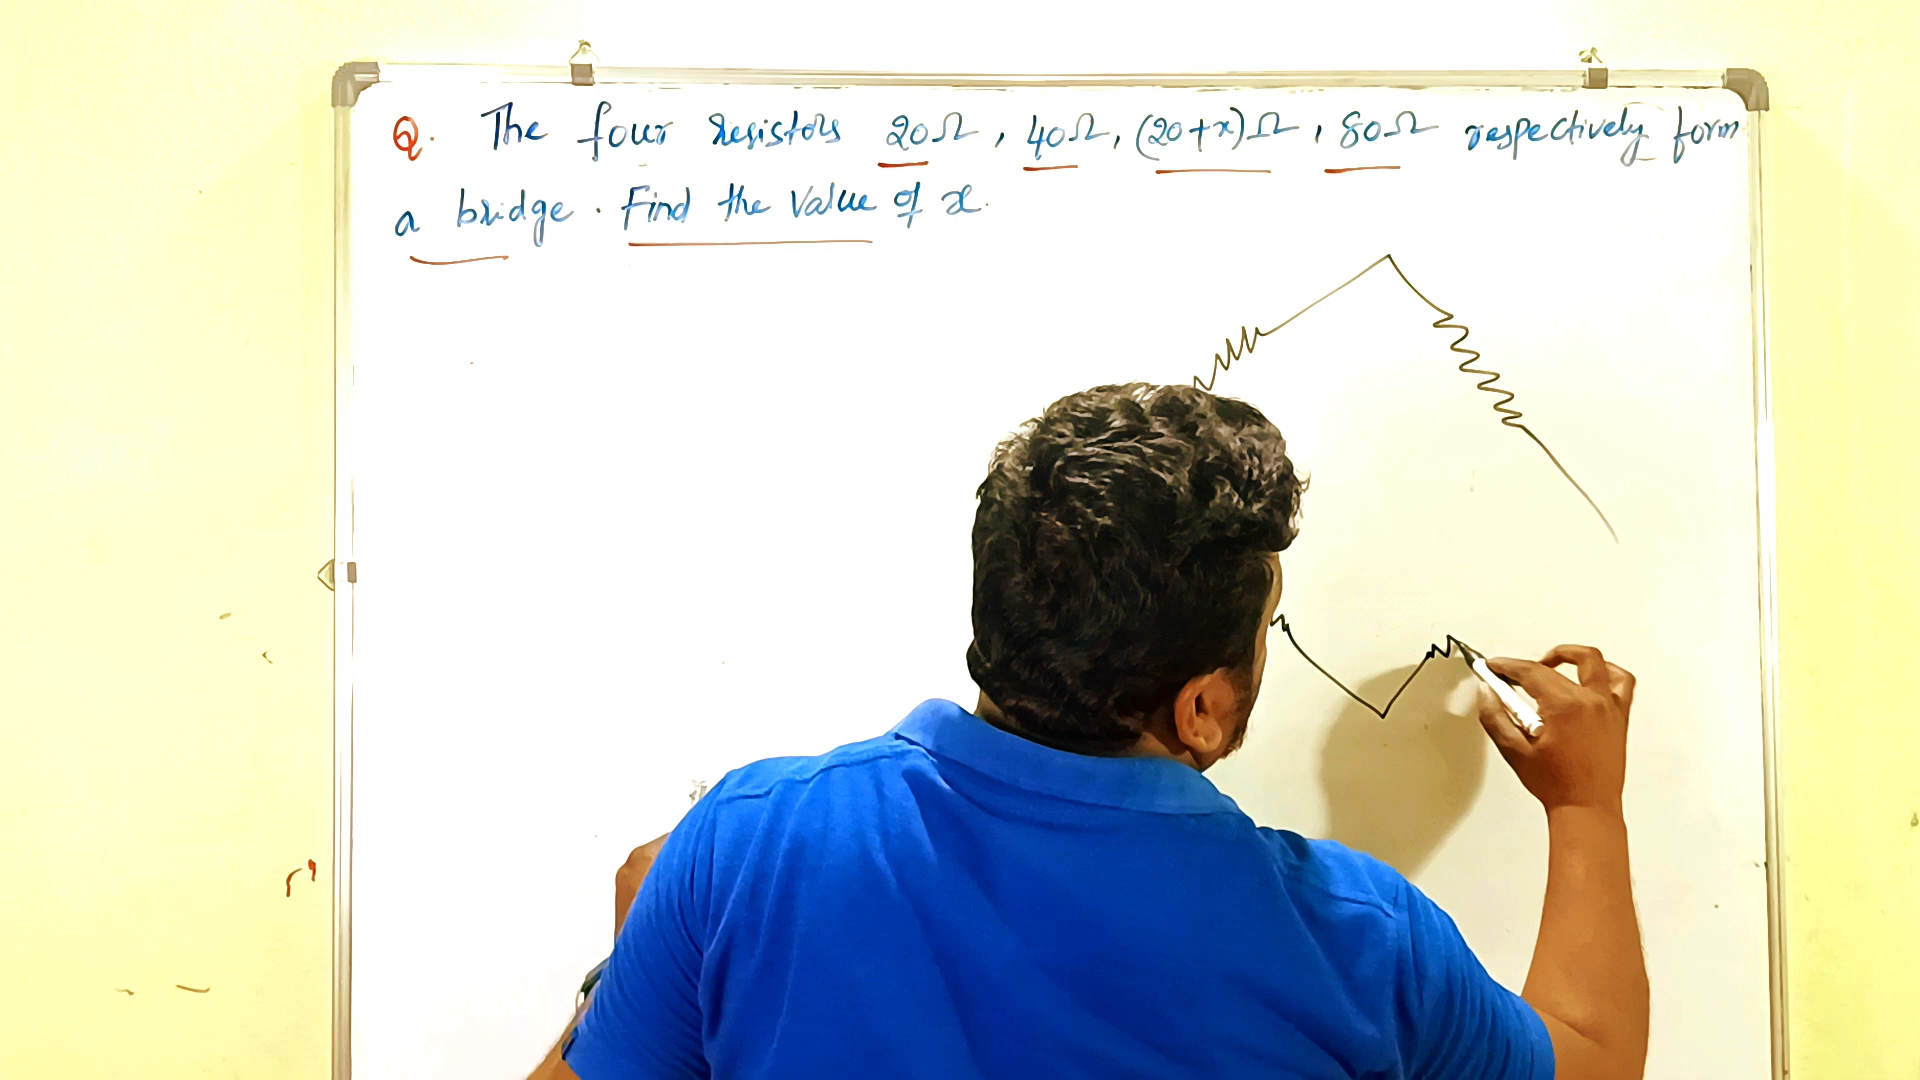 Q. The four resistors 20Ω, 40Ω, (20+x)Ω, 80Ω respectively form
a bridge. Find the value of x.